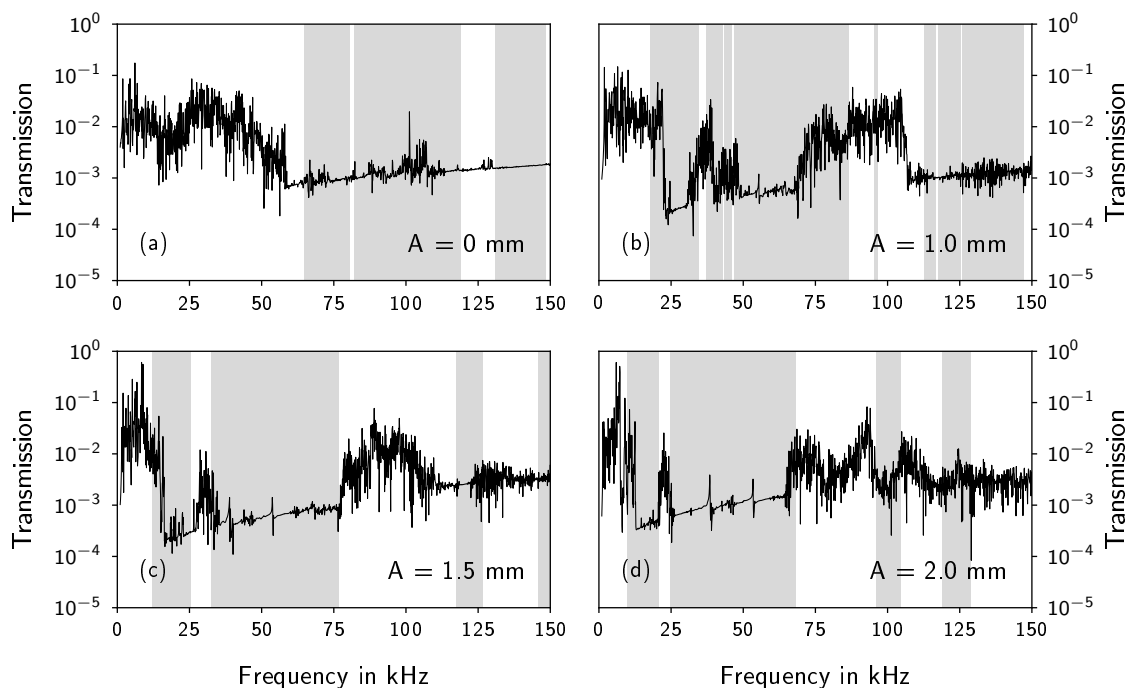 10^0
10^-1
10^-2
10^-3
10^-4
10^-5
Transmission
(a)
A = 0 mm
0 25 50 75 100 125 150
10^0
10^-1
10^-2
10^-3
10^-4
10^-5
Transmission
(b)
A = 1.0 mm
0 25 50 75 100 125 150
10^0
10^-1
10^-2
10^-3
10^-4
10^-5
Transmission
(c)
A = 1.5 mm
0 25 50 75 100 125 150
Frequency in kHz
10^0
10^-1
10^-2
10^-3
10^-4
10^-5
Transmission
(d)
A = 2.0 mm
0 25 50 75 100 125 150
Frequency in kHz